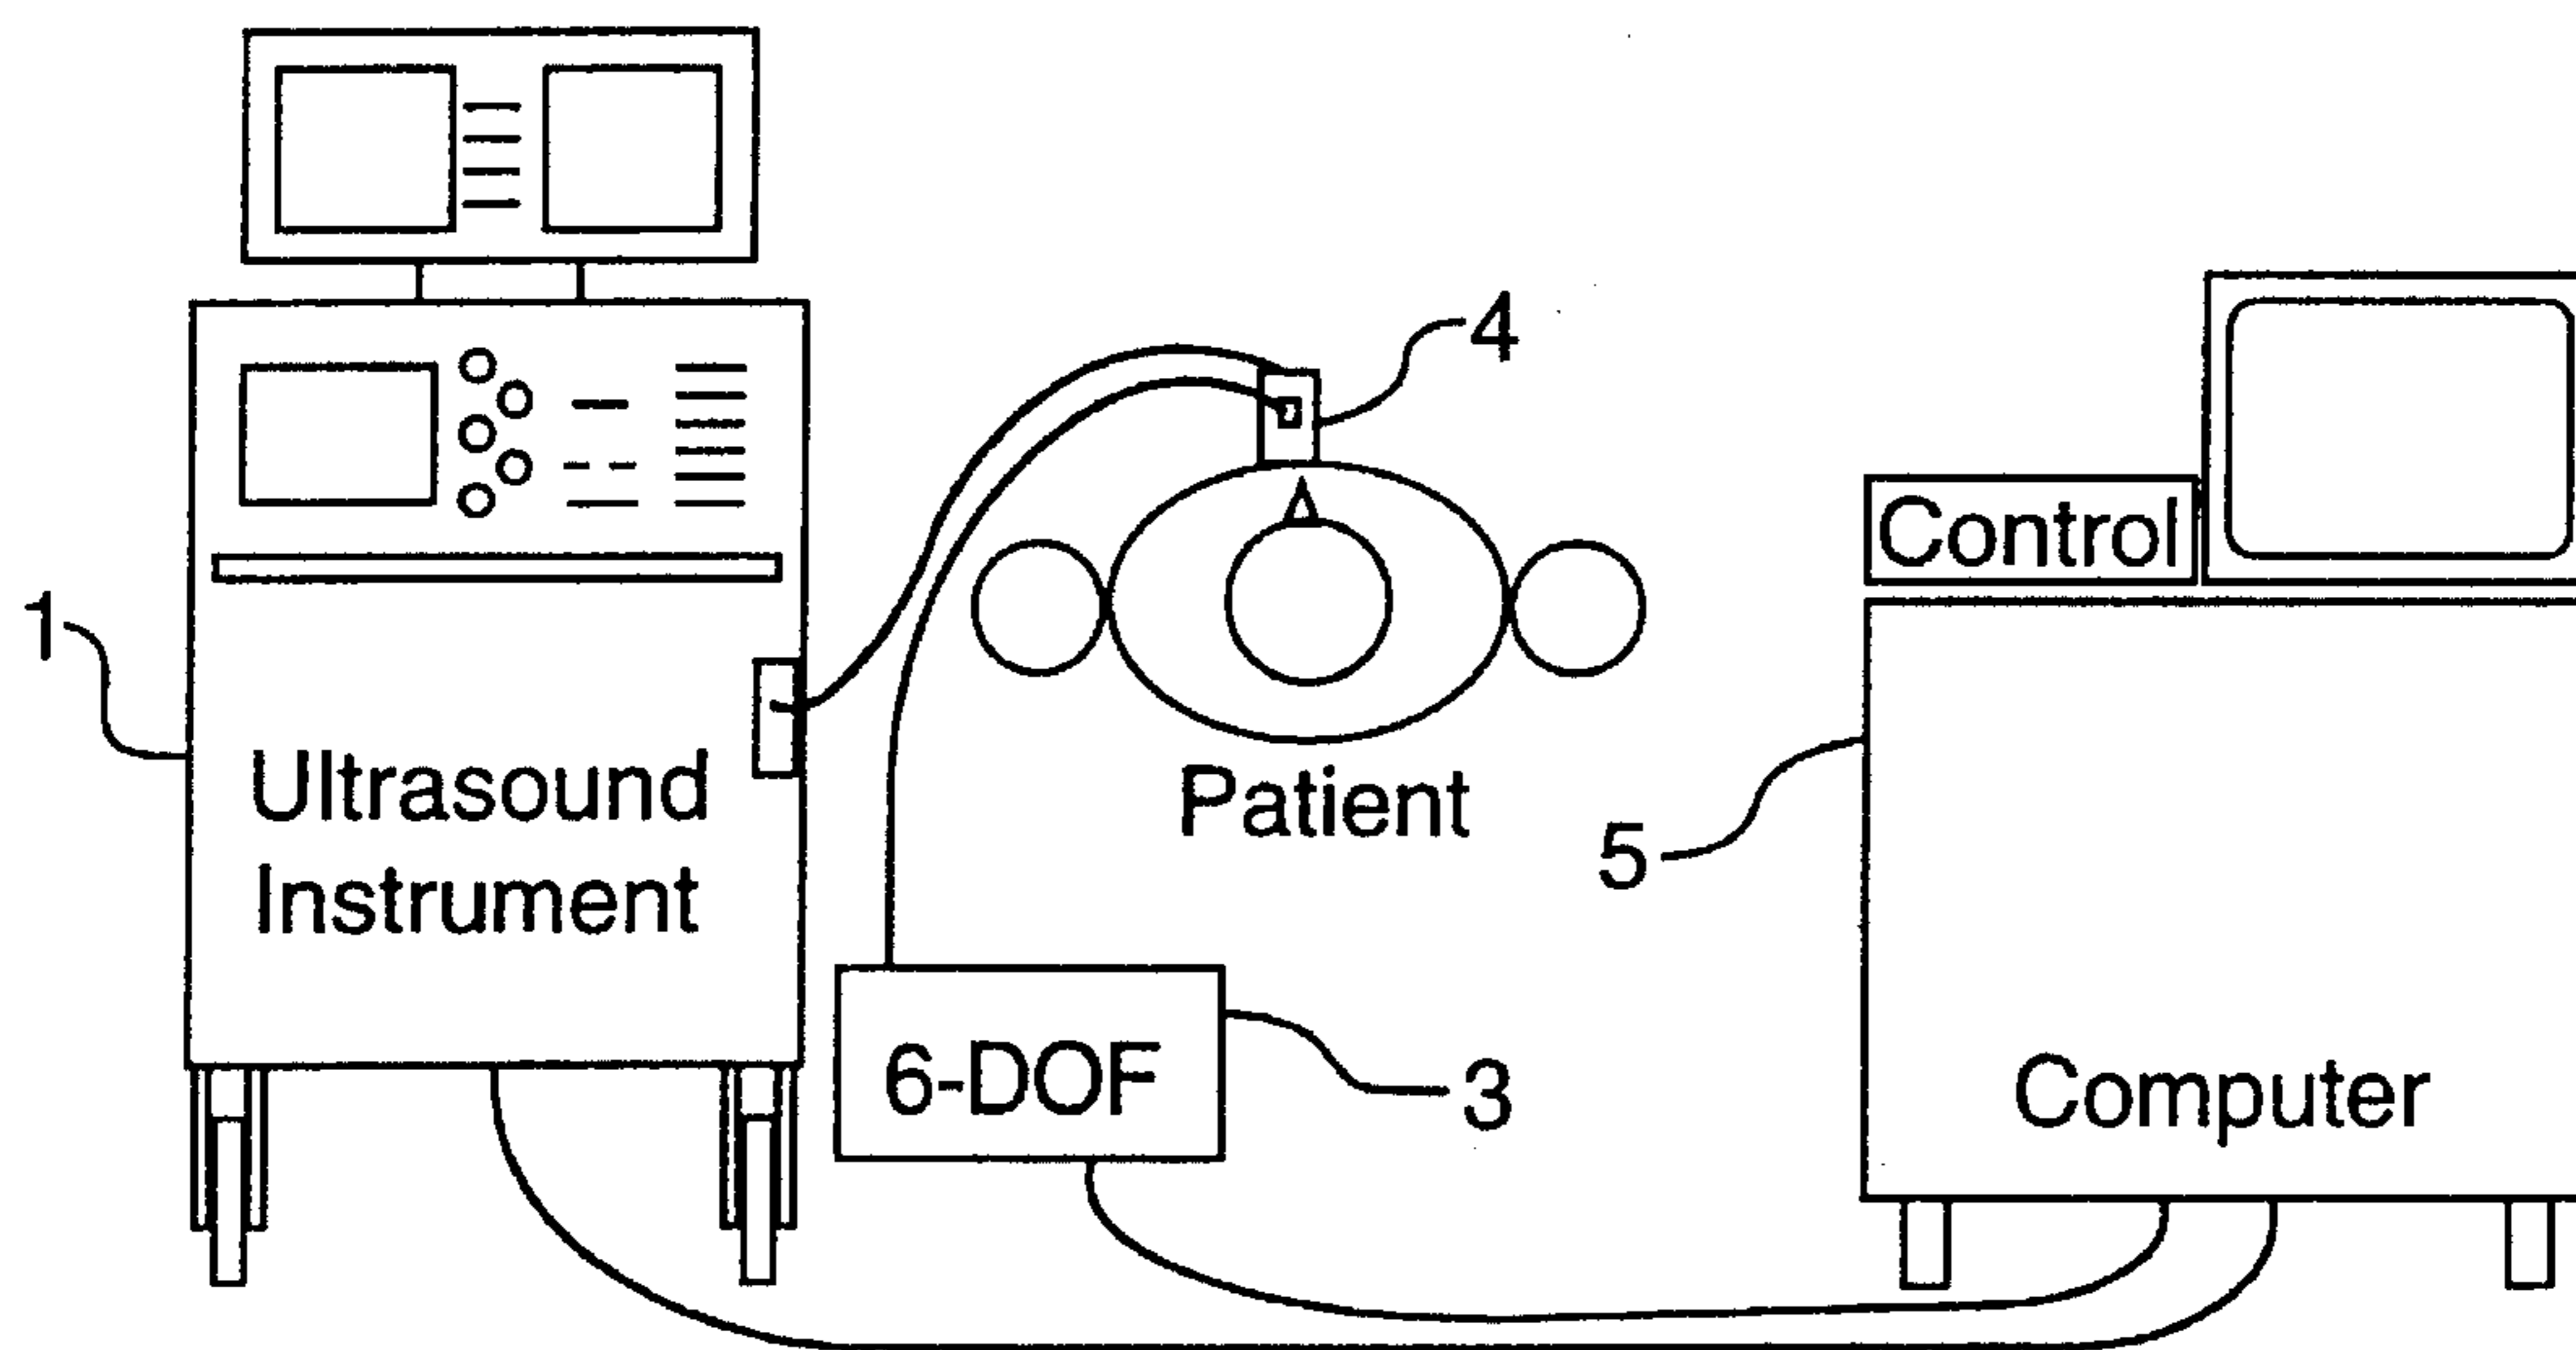 4
Control
1
Ultrasound
Instrument
Patient
5
6-DOF
3
Computer